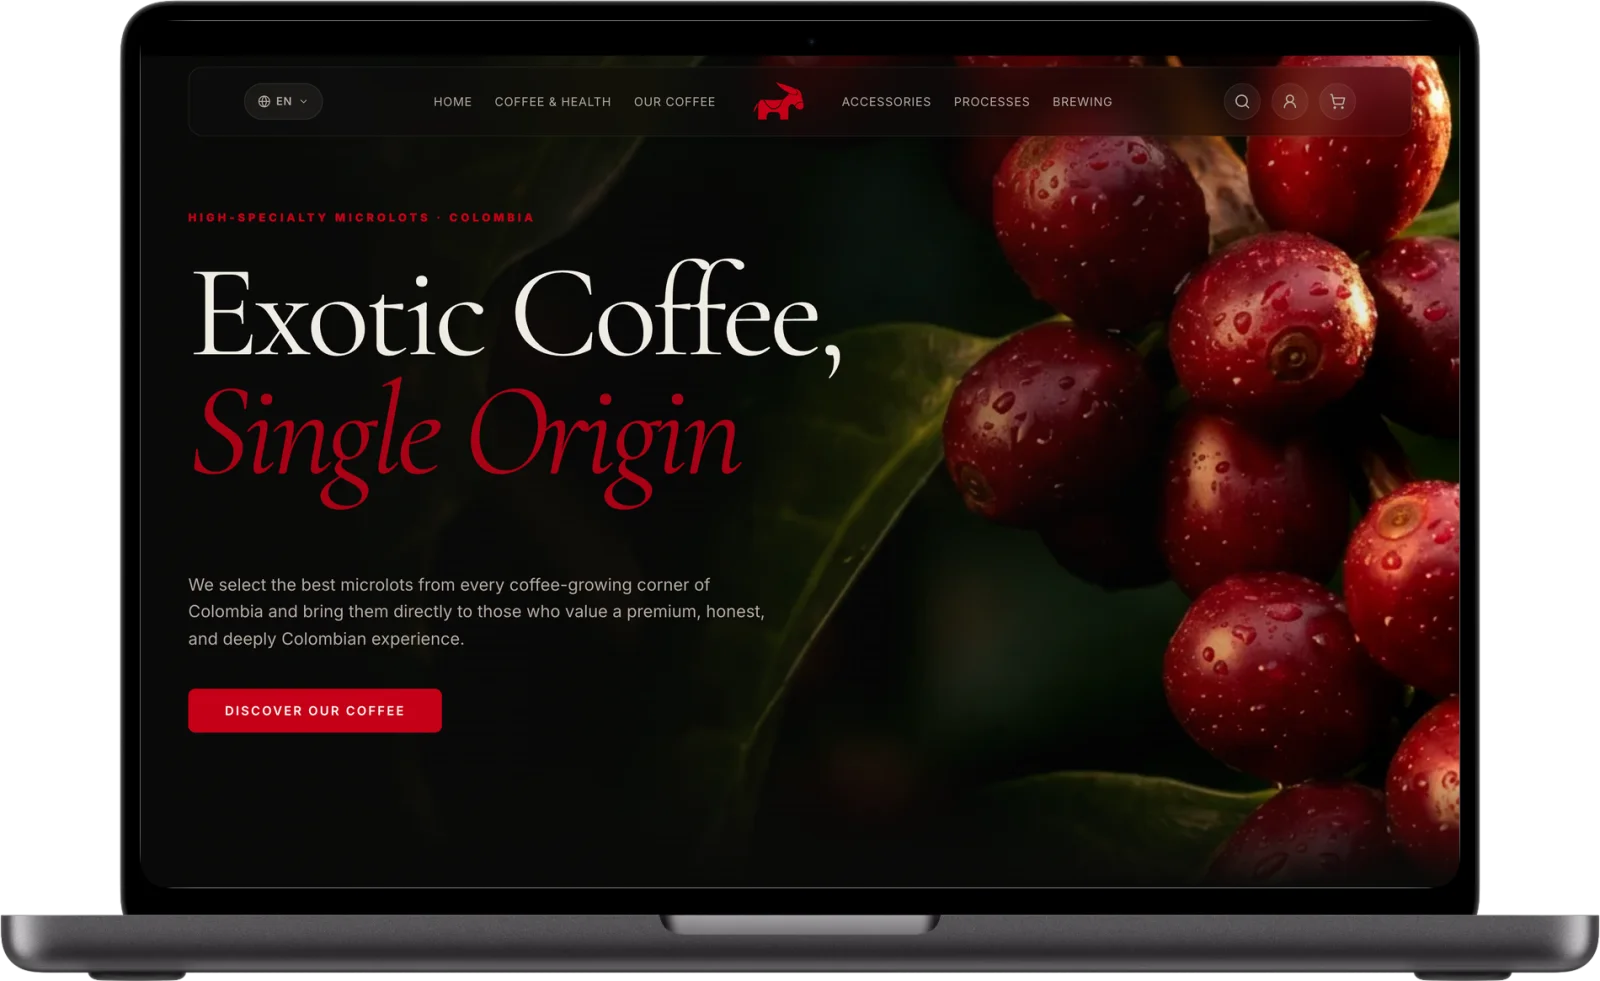 EN
HOME
COFFEE & HEALTH
OUR COFFEE
ACCESSORIES
PROCESSES
BREWING
HIGH-SPECIALTY MICROLOTS · COLOMBIA
Exotic Coffee,
Single Origin
We select the best microlots from every coffee-growing corner of
Colombia and bring them directly to those who value a premium, honest,
and deeply Colombian experience.
DISCOVER OUR COFFEE